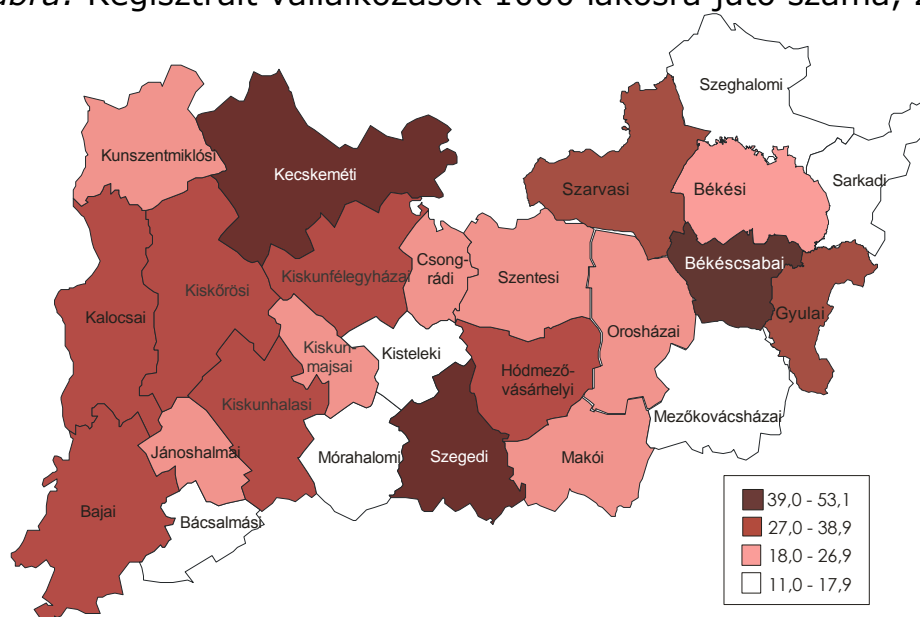 Regisztrált vállalkozások 1000 lakosra jutó száma,
Szeghalomi
Kunszentmiklósi
Kecskeméti
Szarvasi
Békési
Sarkadi
Csong-
rádi
Békéscsabai
Kiskunfélegyházai
Szentesi
Kiskőrösi
Gyulai
Kalocsai
Orosházai
Kiskun-
majsai
Kisteleki
Hódmező-
vásárhelyi
Kiskunhalasi
Mezőkovácsházai
Jánoshalmai
Mórahalomi
Szegedi
Makói
Bajai
Bácsalmási
39,0 - 53,1
27,0 - 38,9
18,0 - 26,9
11,0 - 17,9